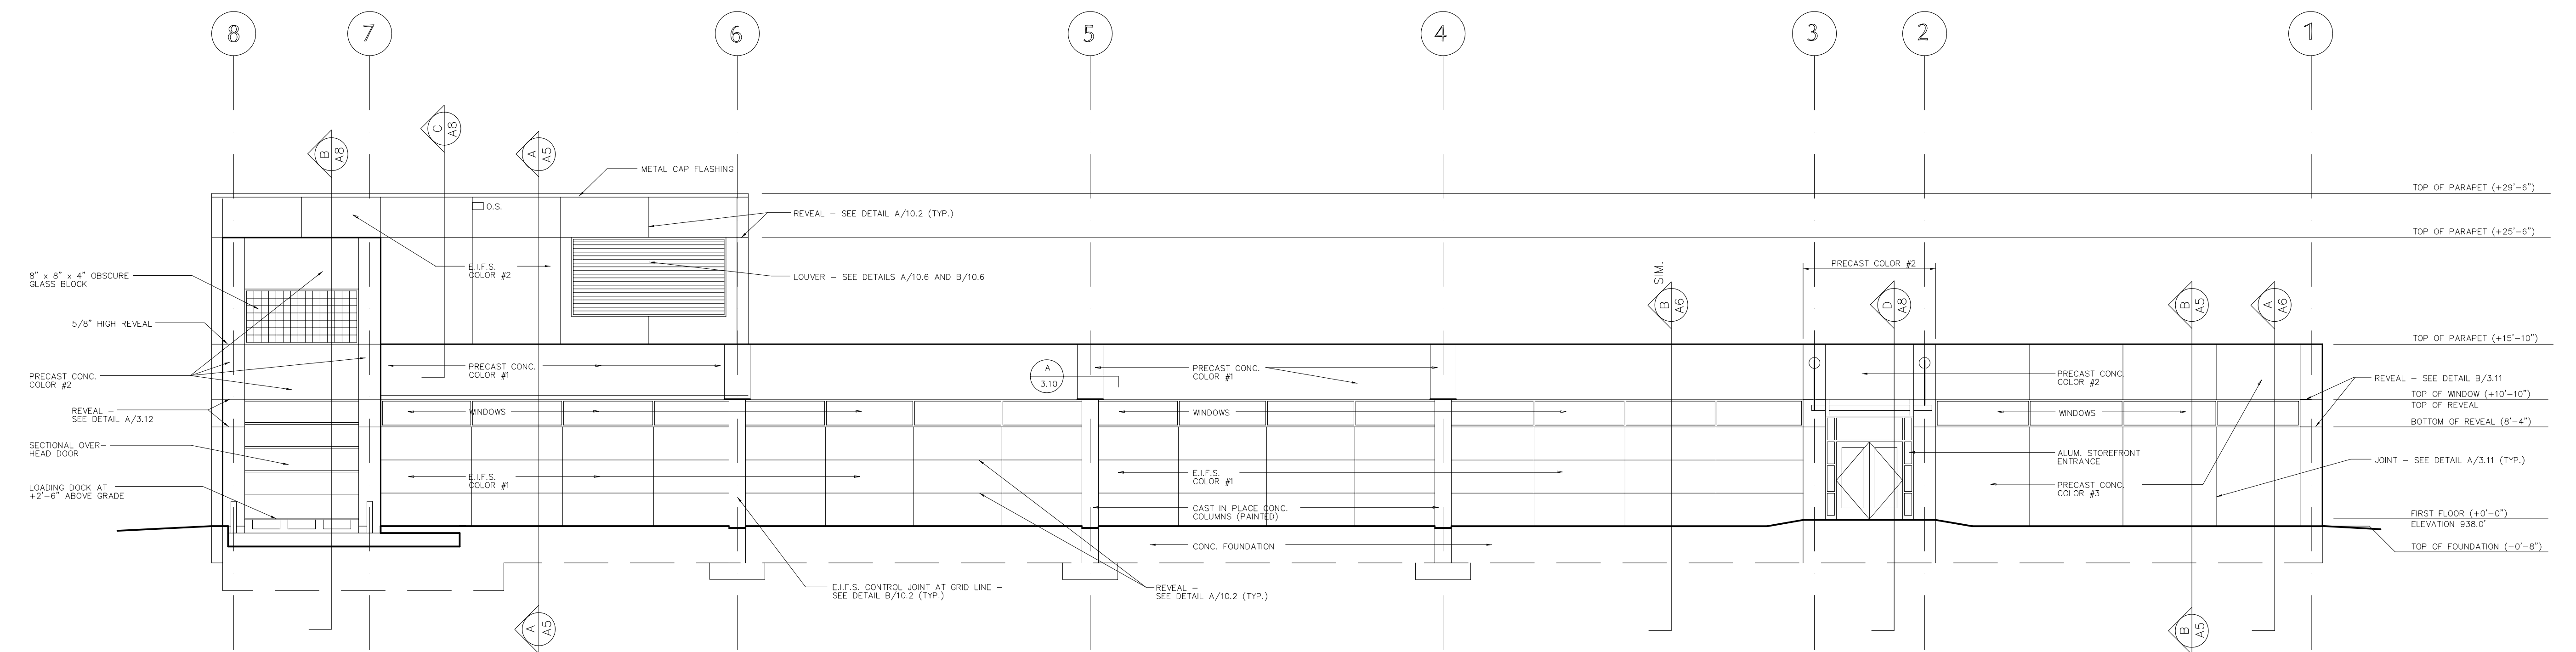 8 7 6 5 4 3 2 1
C
A8
B
A8
A
A5
METAL CAP FLASHING
TOP OF PARAPET (+29'-6")
O.S.
REVEAL - SEE DETAIL A/10.2 (TYP.)
TOP OF PARAPET (+25'-6")
8" x 8" x 4" OBSCURE
GLASS BLOCK
E.I.F.S.
COLOR #2
LOUVER - SEE DETAILS A/10.6 AND B/10.6
SIM.
B
A6
PRECAST COLOR #2
D
A8
B
A5
A
A6
5/8" HIGH REVEAL
TOP OF PARAPET (+15'-10")
PRECAST CONC.
COLOR #2
PRECAST CONC.
COLOR #1
A
3.10
PRECAST CONC.
COLOR #1
PRECAST CONC.
COLOR #2
REVEAL - SEE DETAIL B/3.11
TOP OF WINDOW (+10'-10")
TOP OF REVEAL
REVEAL -
SEE DETAIL A/3.12
WINDOWS
WINDOWS
WINDOWS
BOTTOM OF REVEAL (8'-4")
SECTIONAL OVER-
HEAD DOOR
ALUM. STOREFRONT
ENTRANCE
JOINT - SEE DETAIL A/3.11 (TYP.)
E.I.F.S.
COLOR #1
E.I.F.S.
COLOR #1
LOADING DOCK AT
+2'-6" ABOVE GRADE
PRECAST CONC.
COLOR #3
CAST IN PLACE CONC.
COLUMNS (PAINTED)
FIRST FLOOR (+0'-0")
ELEVATION 938.0'
CONC. FOUNDATION
TOP OF FOUNDATION (-0'-8")
E.I.F.S. CONTROL JOINT AT GRID LINE -
SEE DETAIL B/10.2 (TYP.)
REVEAL -
SEE DETAIL A/10.2 (TYP.)
A
A5
B
A5